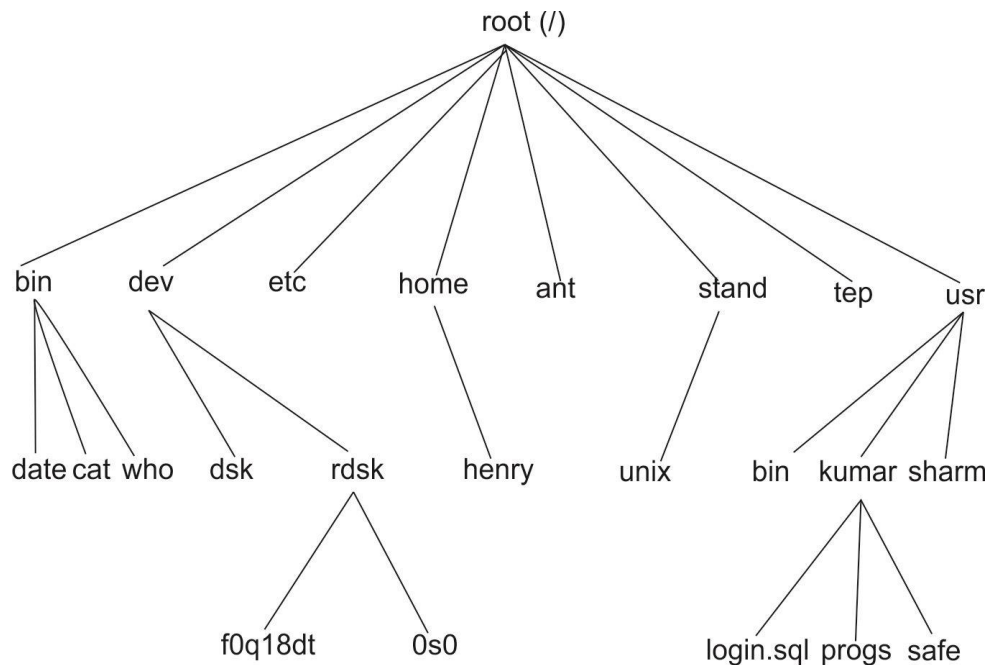 root (/)
bin dev etc home ant stand tep usr
date cat who dsk rdsk henry unix bin kumar sharm
f0q18dt 0s0 login.sql progs safe